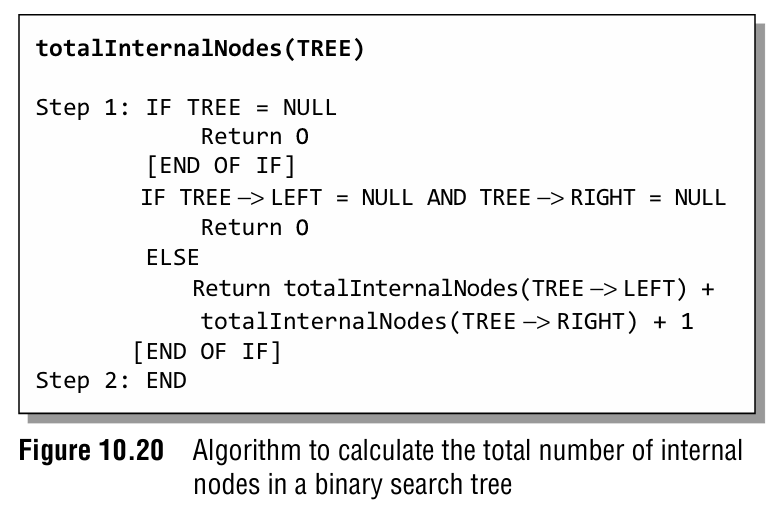 totalInternalNodes(TREE)
Step 1: IF TREE = NULL
Return 0
[END OF IF]
IF TREE —> LEFT = NULL AND TREE —> RIGHT = NULL
Return 0
ELSE
Return totalInternalNodes(TREE —> LEFT) +
totalInternalNodes(TREE —> RIGHT) + 1
[END OF IF]
Step 2: END
Figure 10.20 Algorithm to calculate the total number of internal
nodes in a binary search tree